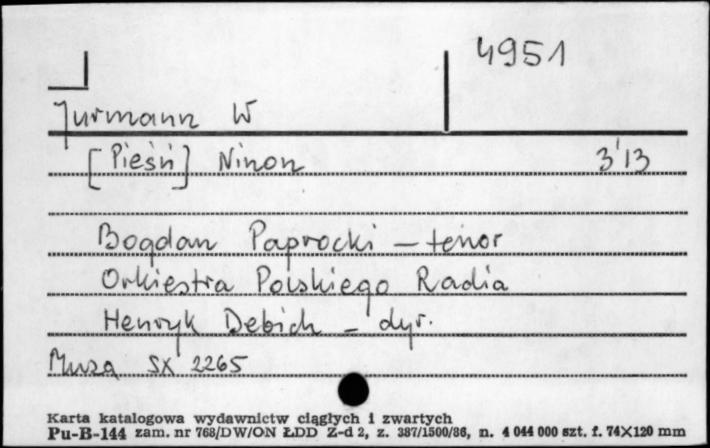 4951
Jurmann W
[Pieśń] Ninon 3'13
Bogdan Paprocki – tenor
Orkiestra Polskiego Radia
Henryk Debich – dyr.
Muza SX 2265
Karta katalogowa wydawnictw ciągłych i zwartych
Pu-B-144 zam. nr 768/DW/ON ŁDD Z-d 2, z. 387/1500/86, n. 4 044 000 szt. f. 74X120 mm